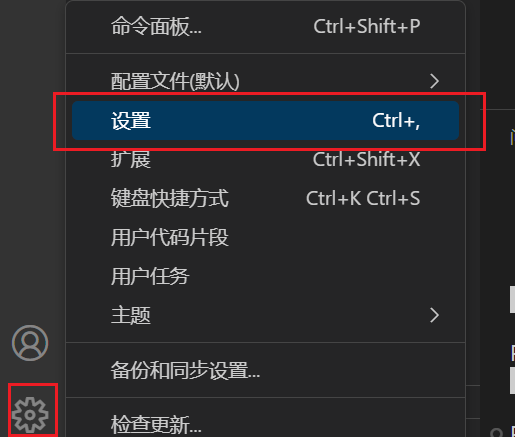 命令面板... Ctrl+Shift+P
配置文件(默认)
设置 Ctrl+,
扩展 Ctrl+Shift+X
键盘快捷方式 Ctrl+K Ctrl+S
用户代码片段
用户任务
主题
备份和同步设置...
检查更新...